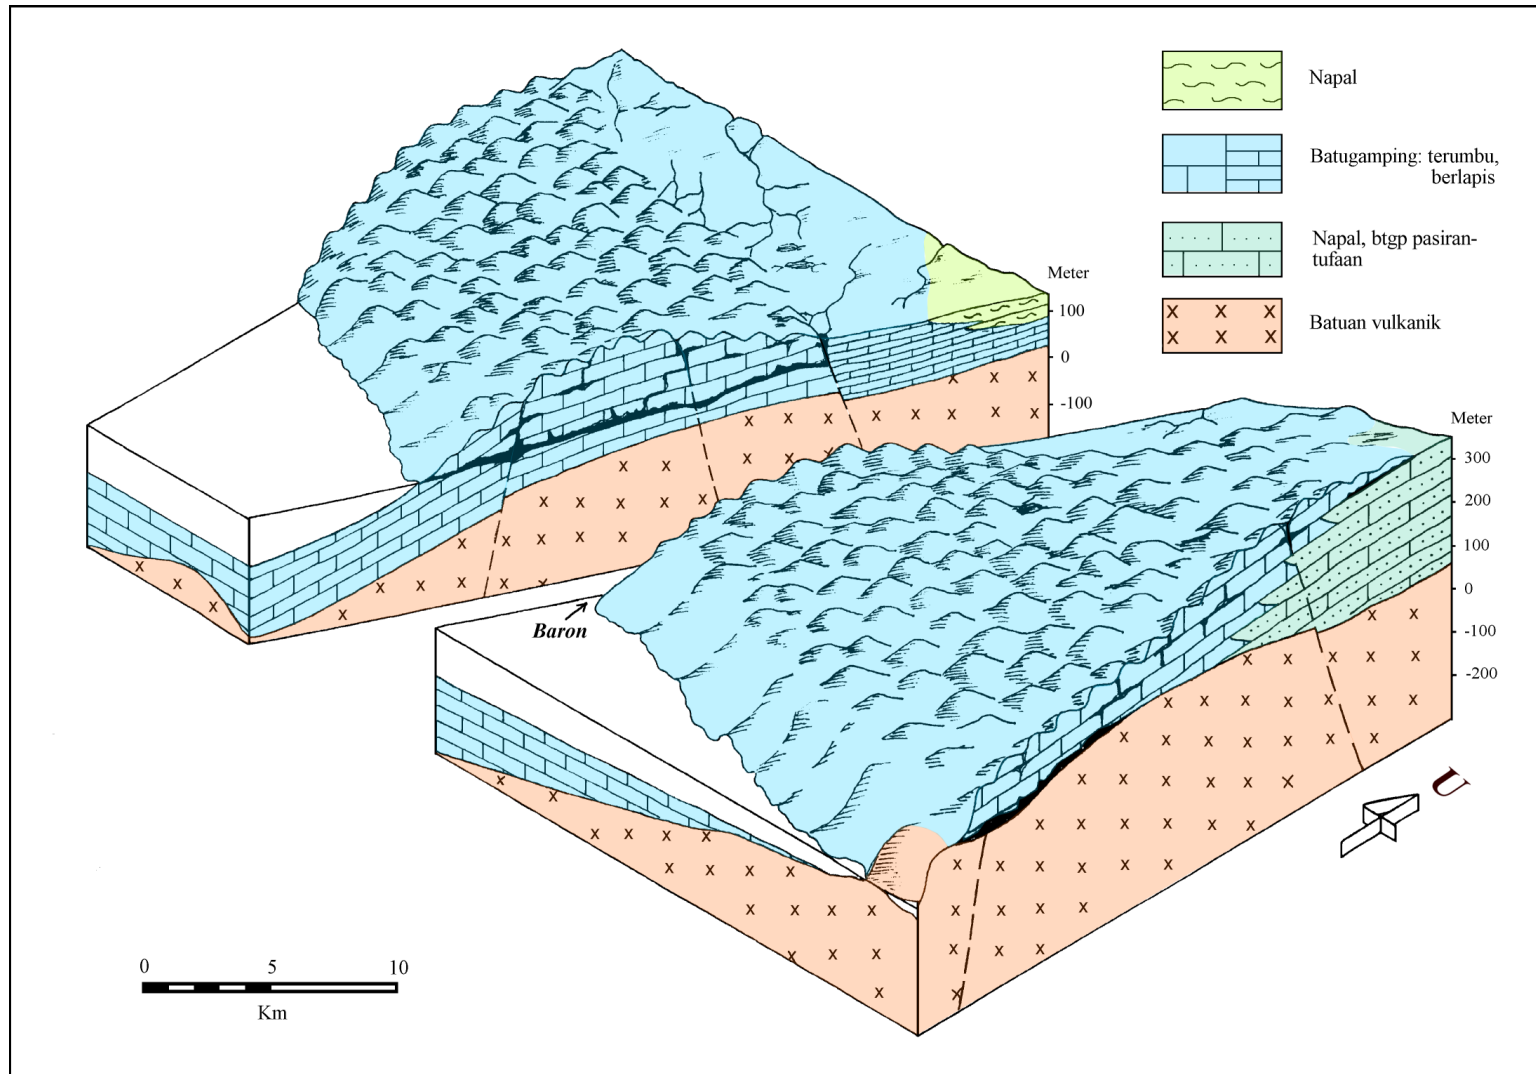 Napal
Batugamping: terumbu,
berlapis
Napal, btgp pasiran-
tufaan
Batuan vulkanik
Meter
100
0
-100
Meter
300
200
100
0
-100
-200
Baron
U
0 5 10
Km